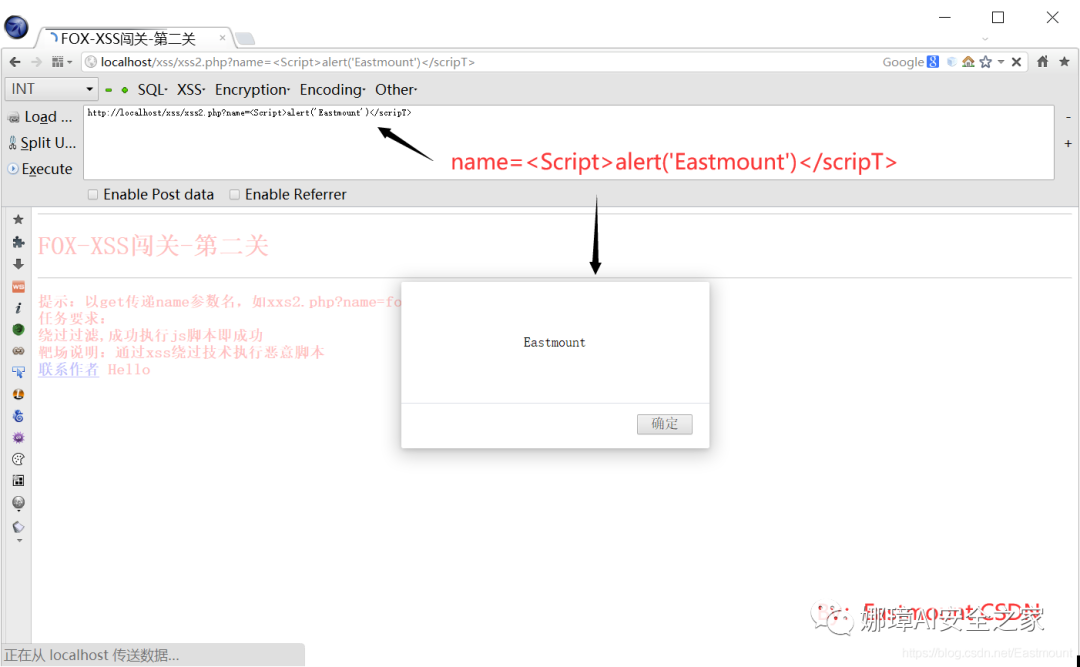 FOX-XSS闯关-第二关
localhost/xss/xss2.php?name=<Script>alert('Eastmount')</scripT>
Google
INT
SQL· XSS· Encryption· Encoding· Other·
Load ...
http://localhost/xss/xss2.php?name=<Script>alert('Eastmount')</scripT>
Split U...
Execute
name=<Script>alert('Eastmount')</scripT>
Enable Post data
Enable Referrer
FOX-XSS闯关-第二关
提示：以get传递name参数名，如xxs2.php?name=fo
任务要求：
绕过过滤,成功执行js脚本即成功
靶场说明：通过xss绕过技术执行恶意脚本
联系作者 Hello
Eastmount
确定
Eastmount CSDN
娜璋AI安全之家
https://blog.csdn.net/Eastmount
正在从 localhost 传送数据...